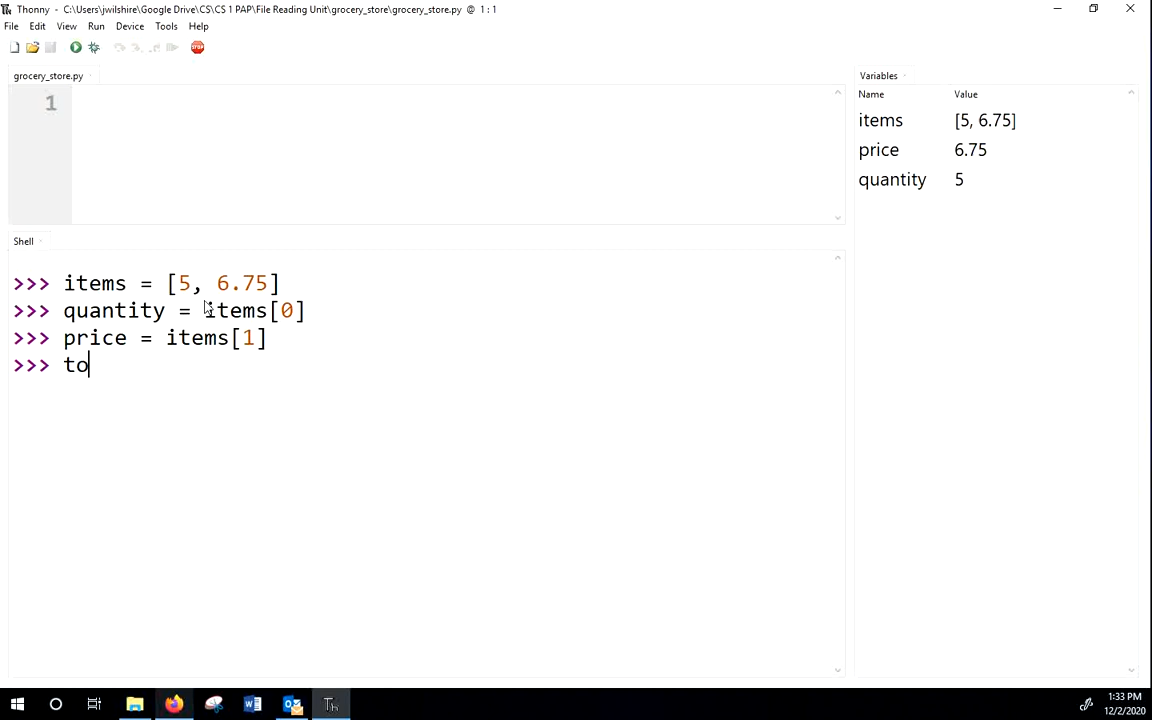 Thonny - C:\Users\jwilshire\Google Drive\CS\CS 1 PAP\File Reading Unit\grocery_store\grocery_store.py @ 1 : 1
File Edit View Run Device Tools Help
STOP
grocery_store.py
1
Variables
Name Value
items [5, 6.75]
price 6.75
quantity 5
Shell
>>> items = [5, 6.75]
>>> quantity = items[0]
>>> price = items[1]
>>> to
1:33 PM
12/2/2020